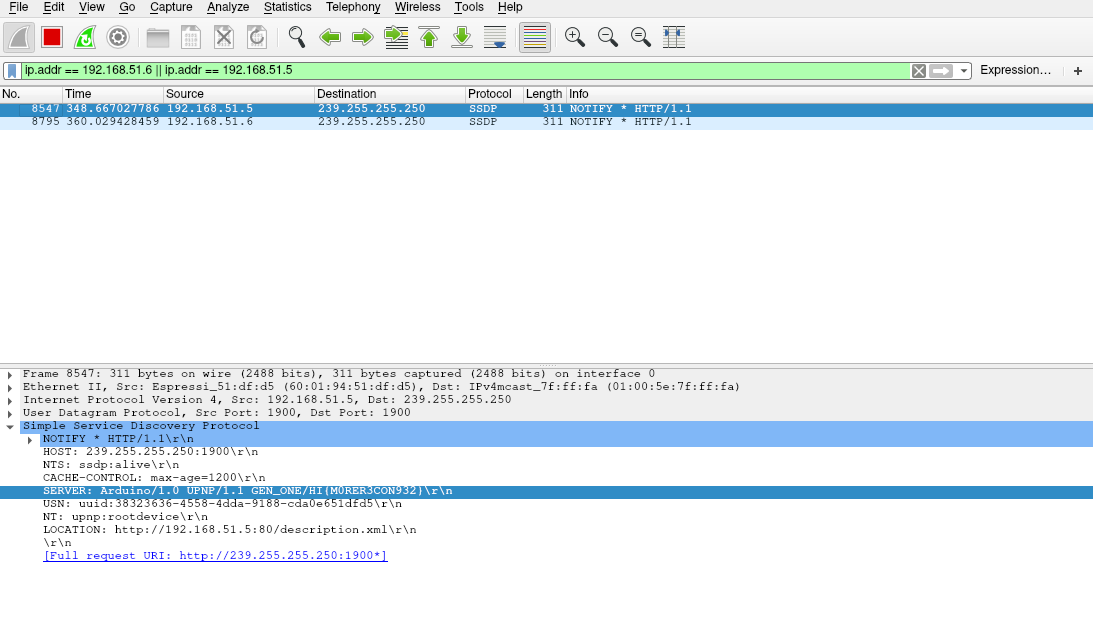 File Edit View Go Capture Analyze Statistics Telephony Wireless Tools Help
ip.addr == 192.168.51.6 || ip.addr == 192.168.51.5 Expression… +
No. Time Source Destination Protocol Length Info
8547 348.667027786 192.168.51.5 239.255.255.250 SSDP 311 NOTIFY * HTTP/1.1
8795 360.029428459 192.168.51.6 239.255.255.250 SSDP 311 NOTIFY * HTTP/1.1
Frame 8547: 311 bytes on wire (2488 bits), 311 bytes captured (2488 bits) on interface 0
Ethernet II, Src: Espressi_51:df:d5 (60:01:94:51:df:d5), Dst: IPv4mcast_7f:ff:fa (01:00:5e:7f:ff:fa)
Internet Protocol Version 4, Src: 192.168.51.5, Dst: 239.255.255.250
User Datagram Protocol, Src Port: 1900, Dst Port: 1900
Simple Service Discovery Protocol
NOTIFY * HTTP/1.1\r\n
HOST: 239.255.255.250:1900\r\n
NTS: ssdp:alive\r\n
CACHE-CONTROL: max-age=1200\r\n
SERVER: Arduino/1.0 UPNP/1.1 GEN_ONE/HI{M0RER3CON932}\r\n
USN: uuid:38323636-4558-4dda-9188-cda0e651dfd5\r\n
NT: upnp:rootdevice\r\n
LOCATION: http://192.168.51.5:80/description.xml\r\n
\r\n
[Full request URI: http://239.255.255.250:1900*]